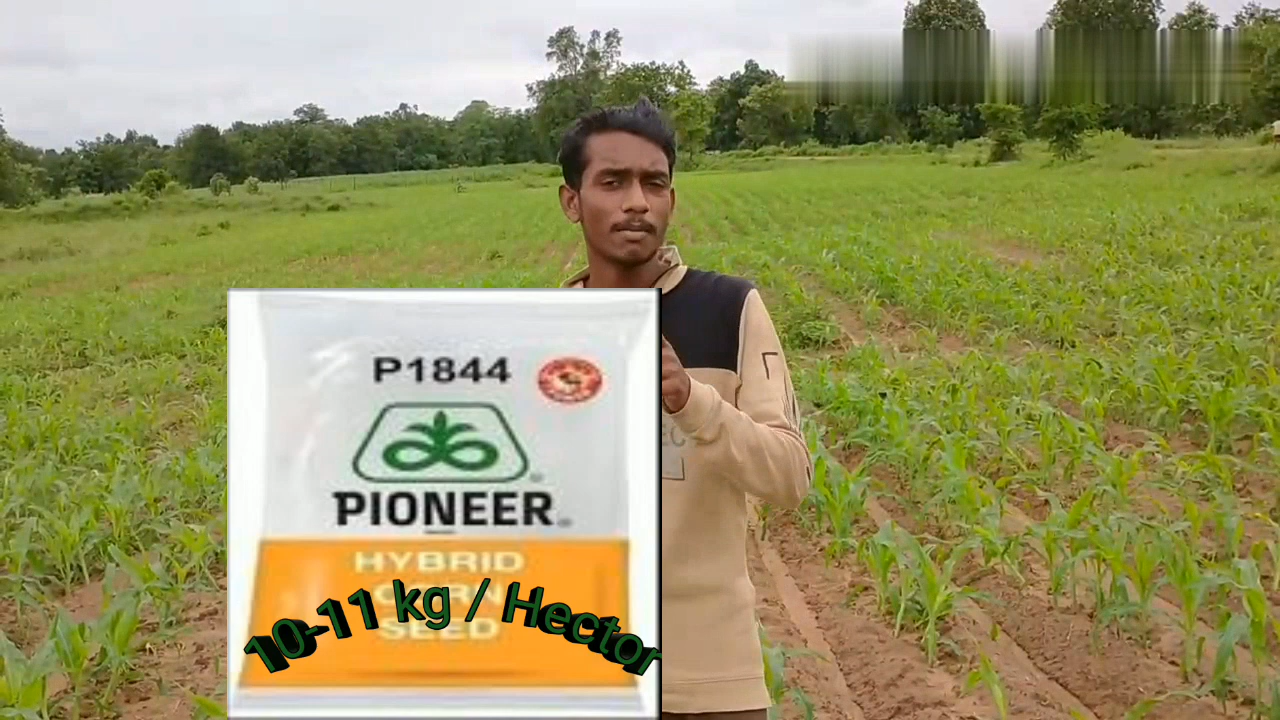 P1844
PIONEER
HYBRID
CORN
SEED
10-11 kg / Hector